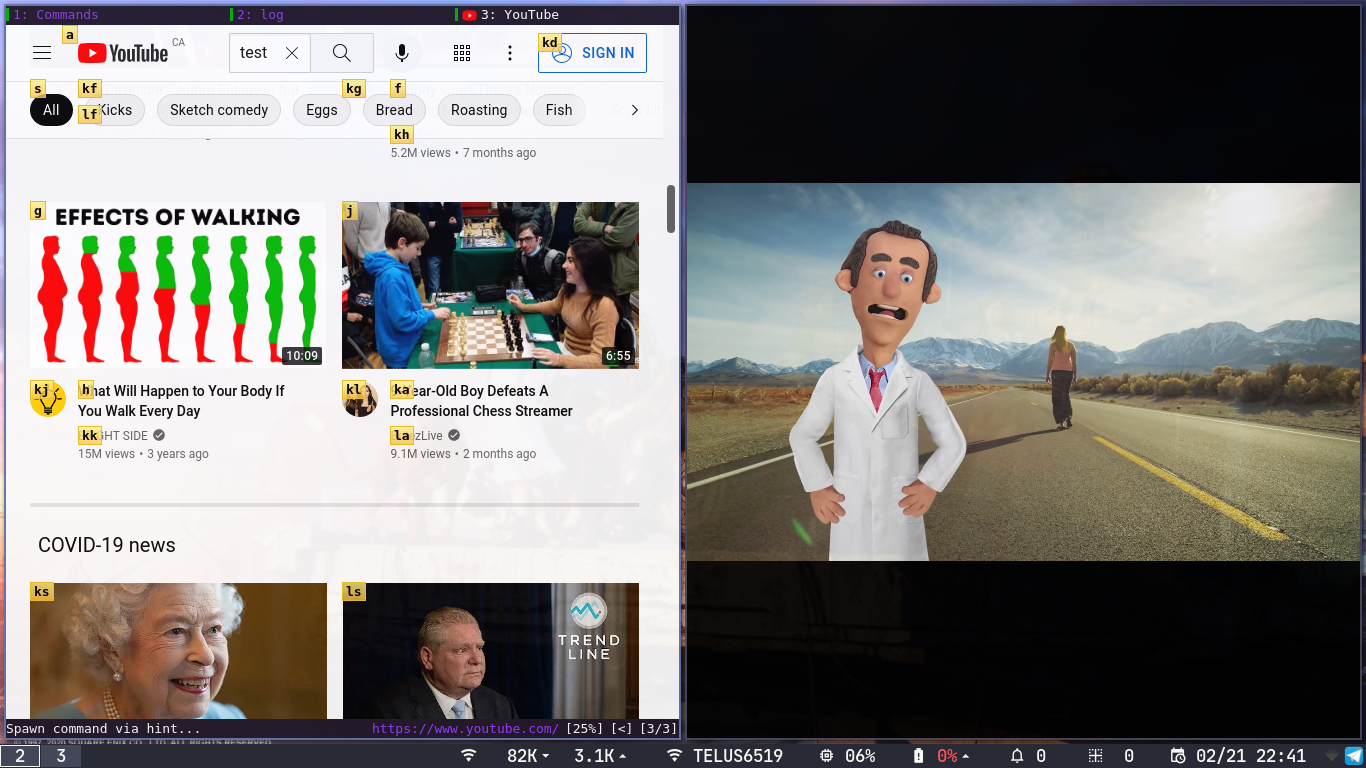 1: Commands
2: log
3: YouTube
a
YouTube CA
test
kd
SIGN IN
s
kf
kg
f
All
lf
Kicks
Sketch comedy
Eggs
Bread
Roasting
Fish
kh
5.2M views • 7 months ago
g
EFFECTS OF WALKING
10:09
j
6:55
kj
h
hat Will Happen to Your Body If
You Walk Every Day
kk
GHT SIDE
15M views • 3 years ago
kl
ka
ear-Old Boy Defeats A
Professional Chess Streamer
la
zLive
9.1M views • 2 months ago
COVID-19 news
ks
ls
TREND
LINE
Spawn command via hint...
https://www.youtube.com/ [25%] [<] [3/3]
2
3
82K
3.1K
TELUS6519
06%
0%
0
0
02/21 22:41